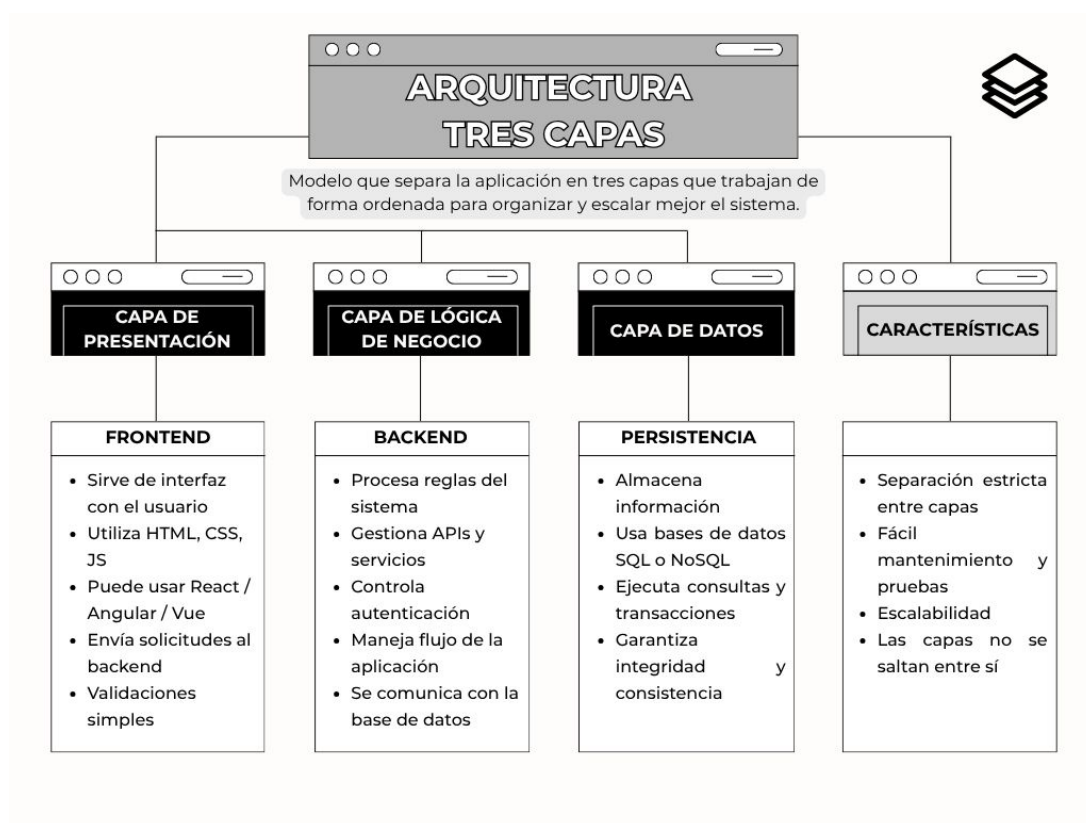 ARQUITECTURA
TRES CAPAS
Modelo que separa la aplicación en tres capas que trabajan de
forma ordenada para organizar y escalar mejor el sistema.
CAPA DE
PRESENTACIÓN
FRONTEND
• Sirve de interfaz
con el usuario
• Utiliza HTML, CSS,
JS
• Puede usar React /
Angular / Vue
• Envía solicitudes al
backend
• Validaciones
simples
CAPA DE LÓGICA
DE NEGOCIO
BACKEND
• Procesa reglas del
sistema
• Gestiona APIs y
servicios
• Controla
autenticación
• Maneja flujo de la
aplicación
• Se comunica con la
base de datos
CAPA DE DATOS
PERSISTENCIA
• Almacena
información
• Usa bases de datos
SQL o NoSQL
• Ejecuta consultas y
transacciones
• Garantiza
integridad y
consistencia
CARACTERÍSTICAS
• Separación estricta
entre capas
• Fácil
mantenimiento y
pruebas
• Escalabilidad
• Las capas no se
saltan entre sí